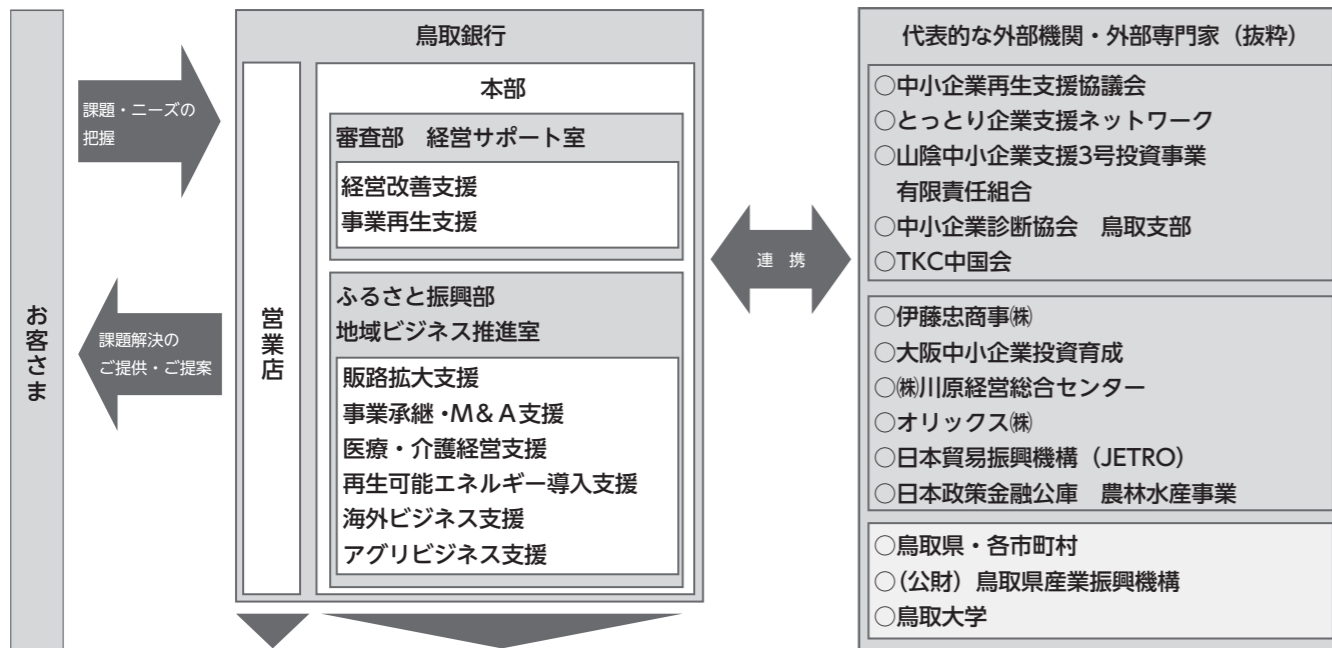 お客さま
課題・ニーズの
把握
課題解決の
ご提供・ご提案
鳥取銀行
営業店
本部
審査部　経営サポート室
経営改善支援
事業再生支援
ふるさと振興部
地域ビジネス推進室
販路拡大支援
事業承継・M&A支援
医療・介護経営支援
再生可能エネルギー導入支援
海外ビジネス支援
アグリビジネス支援
連　携
代表的な外部機関・外部専門家（抜粋）
○中小企業再生支援協議会
○とっとり企業支援ネットワーク
○山陰中小企業支援3号投資事業
有限責任組合
○中小企業診断協会　鳥取支部
○TKC中国会
○伊藤忠商事㈱
○大阪中小企業投資育成
○㈱川原経営総合センター
○オリックス㈱
○日本貿易振興機構（JETRO）
○日本政策金融公庫　農林水産事業
○鳥取県・各市町村
○（公財）鳥取県産業振興機構
○鳥取大学